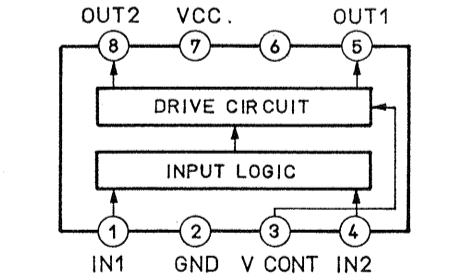 OUT2 VCC. OUT1
8 7 6 5
DRIVE CIRCUIT
INPUT LOGIC
1 2 3 4
IN1 GND V CONT IN2